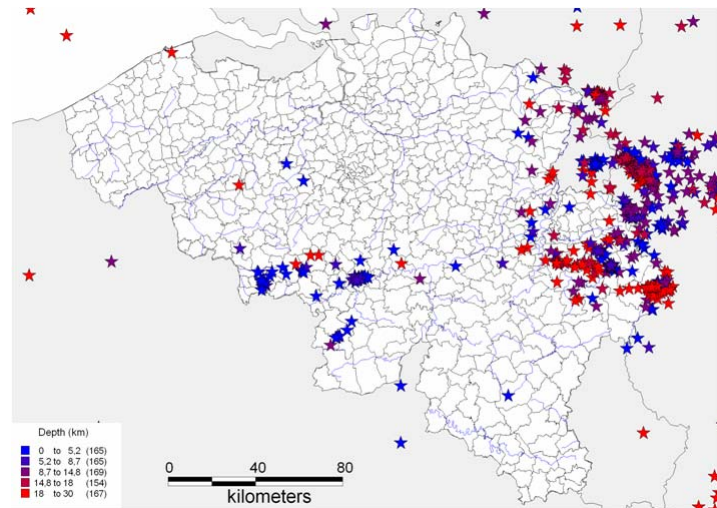 Depth (km)
0 to 5,2 (165)
5,2 to 8,7 (165)
8,7 to 14,8 (169)
14,8 to 18 (154)
18 to 30 (167)
0 40 80
kilometers